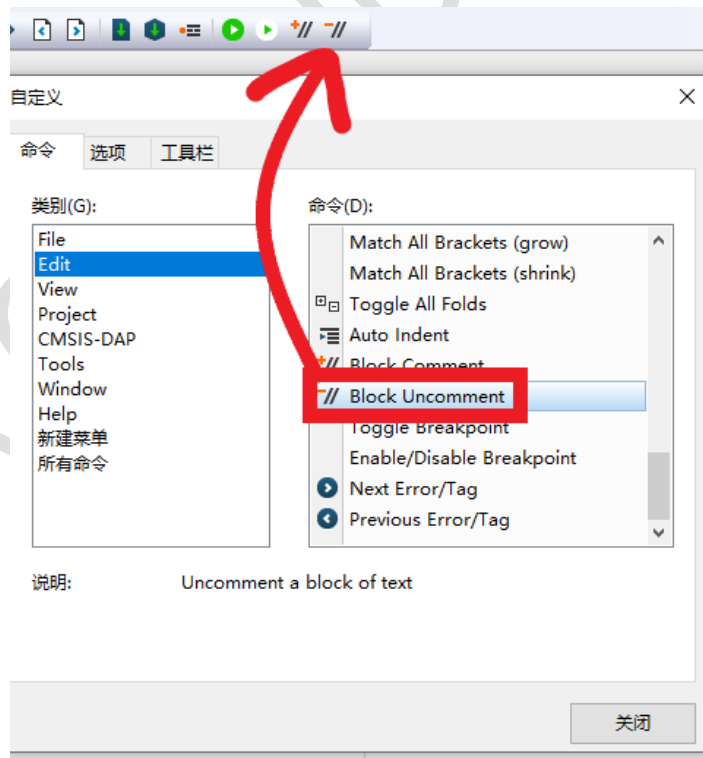 +// -//
自定义
命令 选项 工具栏
类别(G):
File
Edit
View
Project
CMSIS-DAP
Tools
Window
Help
新建菜单
所有命令
命令(D):
Match All Brackets (grow)
Match All Brackets (shrink)
Toggle All Folds
Auto Indent
+// Block Comment
-// Block Uncomment
Toggle Breakpoint
Enable/Disable Breakpoint
Next Error/Tag
Previous Error/Tag
说明: Uncomment a block of text
关闭